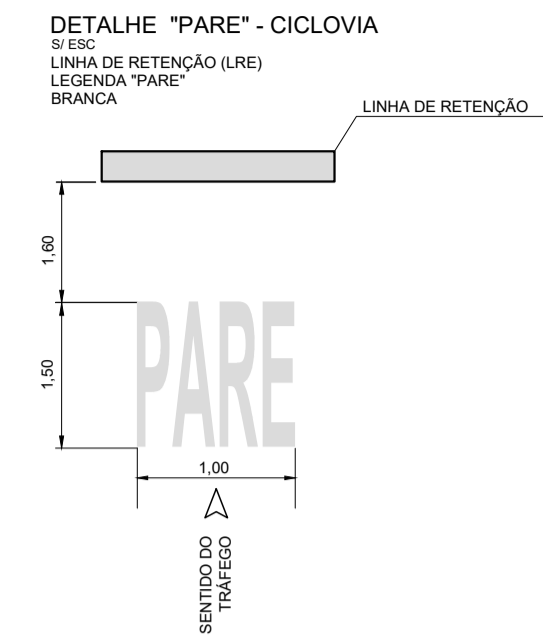 DETALHE "PARE" - CICLOVIA
S/ ESC
LINHA DE RETENÇÃO (LRE)
LEGENDA "PARE"
BRANCA
LINHA DE RETENÇÃO
1,60
1,50
PARE
1,00
SENTIDO DO
TRÁFEGO